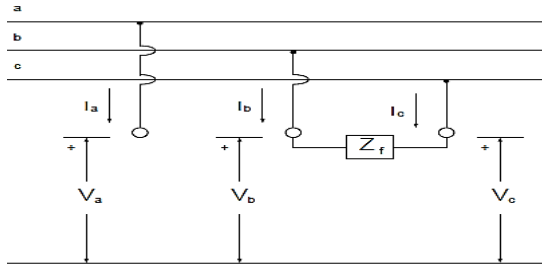 a
b
c
Ia Ib Ic
+ + Zf +
Va Vb Vc